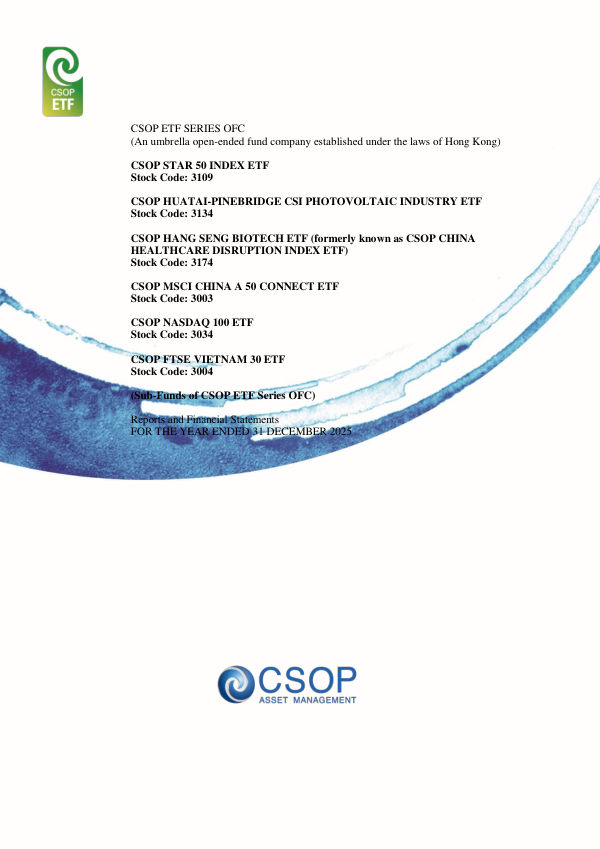 CSOP
ETF
CSOP ETF SERIES OFC
(An umbrella open-ended fund company established under the laws of Hong Kong)
CSOP STAR 50 INDEX ETF
Stock Code: 3109
CSOP HUATAI-PINEBRIDGE CSI PHOTOVOLTAIC INDUSTRY ETF
Stock Code: 3134
CSOP HANG SENG BIOTECH ETF (formerly known as CSOP CHINA
HEALTHCARE DISRUPTION INDEX ETF)
Stock Code: 3174
CSOP MSCI CHINA A 50 CONNECT ETF
Stock Code: 3003
CSOP NASDAQ 100 ETF
Stock Code: 3034
CSOP FTSE VIETNAM 30 ETF
Stock Code: 3004
(Sub-Funds of CSOP ETF Series OFC)
Reports and Financial Statements
FOR THE YEAR ENDED 31 DECEMBER 2025
CSOP
ASSET MANAGEMENT